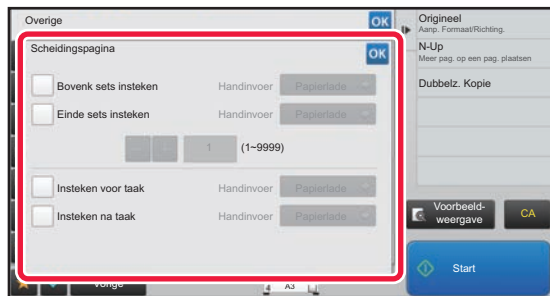 Overige
OK
Scheidingspagina
OK
Bovenk sets insteken
Handinvoer
Papierlade
Einde sets insteken
Handinvoer
Papierlade
1
(1~9999)
Insteken voor taak
Handinvoer
Papierlade
Insteken na taak
Handinvoer
Papierlade
Vorige
4
A3
Origineel
Aanp. Formaat/Richting.
N-Up
Meer pag. op een pag. plaatsen
Dubbelz. Kopie
Voorbeeld-
weergave
CA
Start